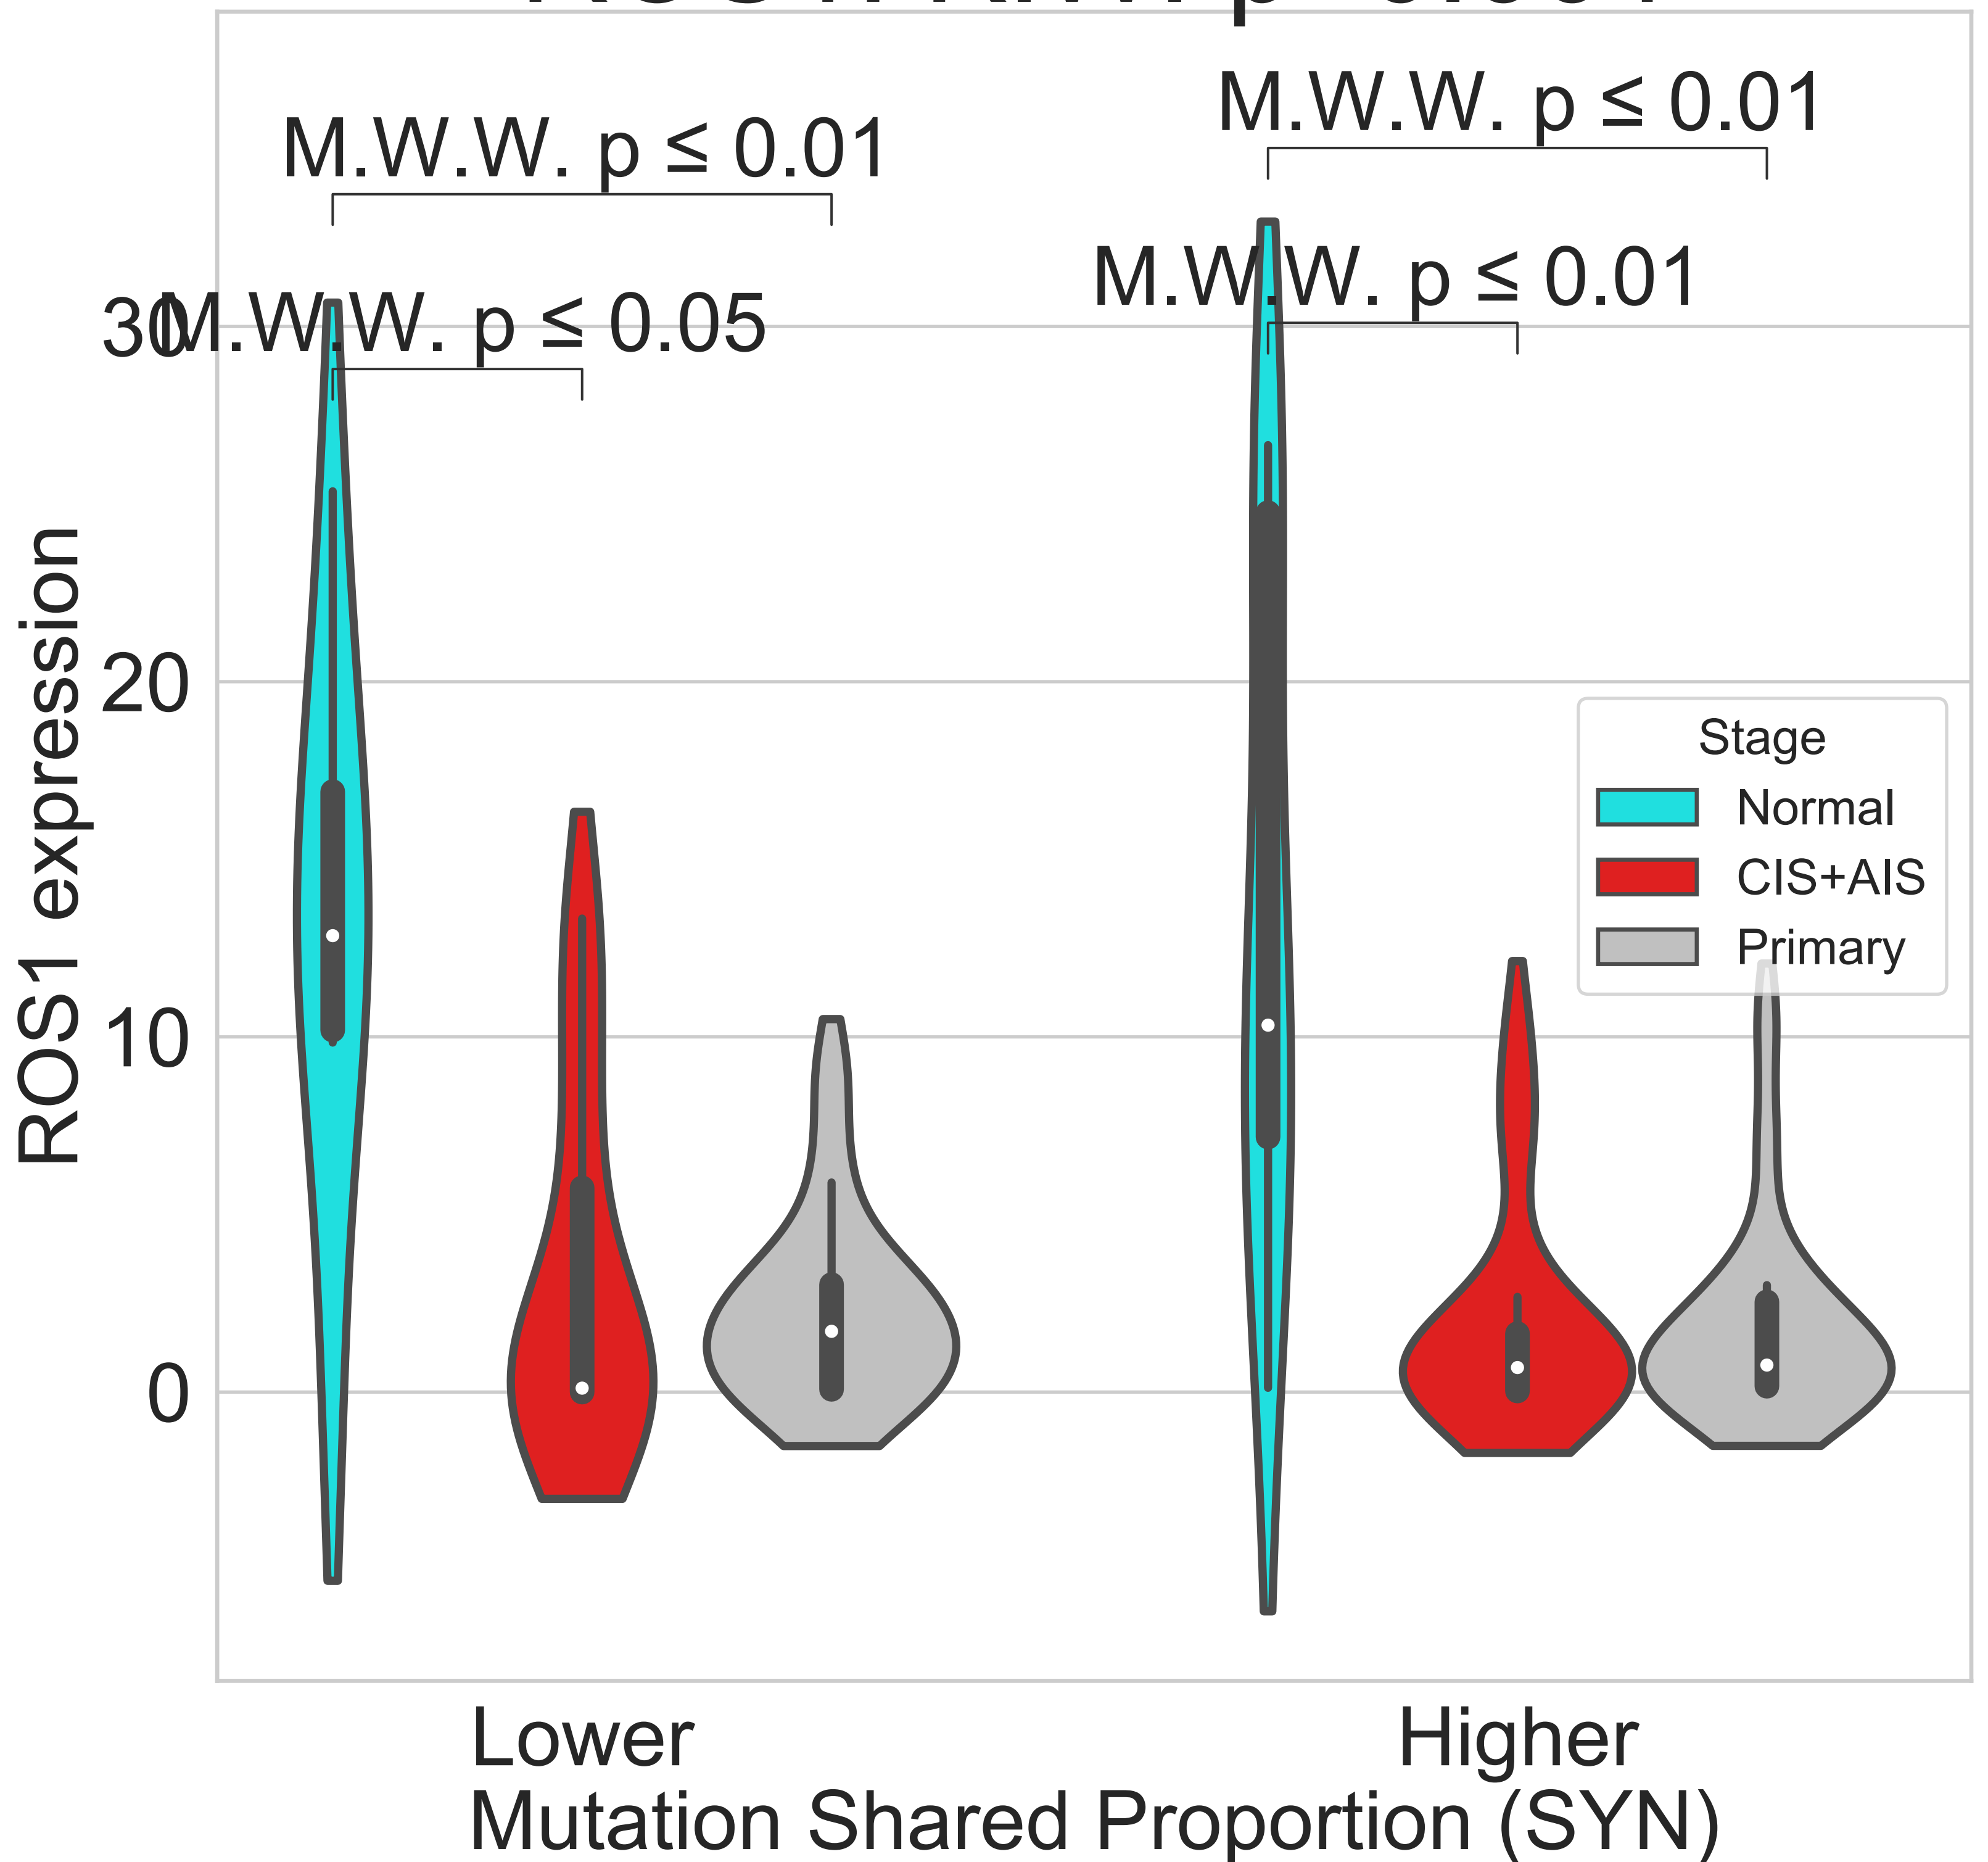 M.W.W. p ≤ 0.01
M.W.W. p ≤ 0.01
M.W.W. p ≤ 0.01
M.W.W. p ≤ 0.05
30
20
10
0
ROS1 expression
Stage
Normal
CIS+AIS
Primary
Lower
Higher
Mutation Shared Proportion (SYN)